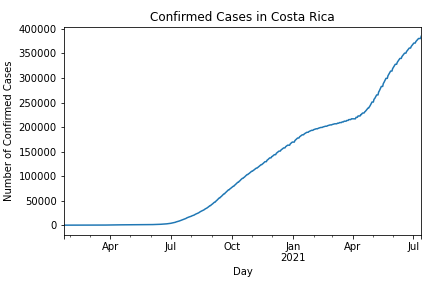 Confirmed Cases in Costa Rica
400000
350000
300000
250000
200000
150000
100000
50000
0
Number of Confirmed Cases
Apr Jul Oct Jan Apr Jul
2021
Day